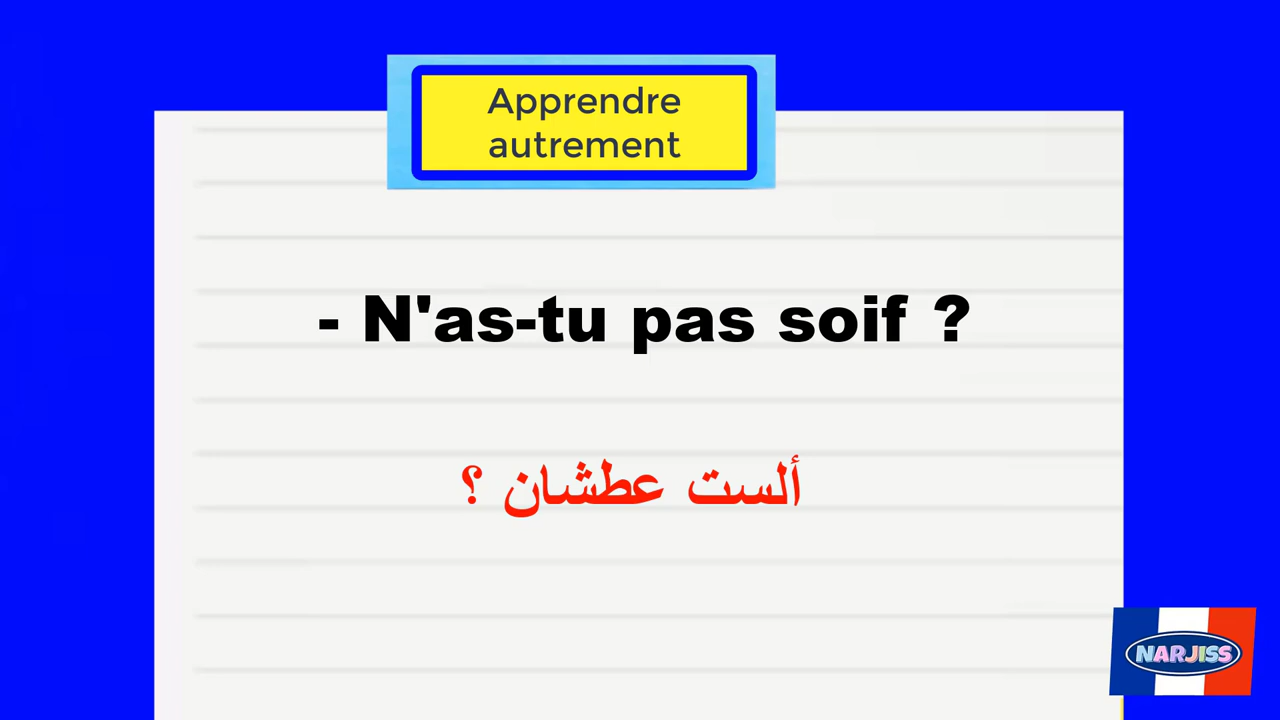 Apprendre
autrement
- N'as-tu pas soif ?
ألست عطشان ؟
NARJISS